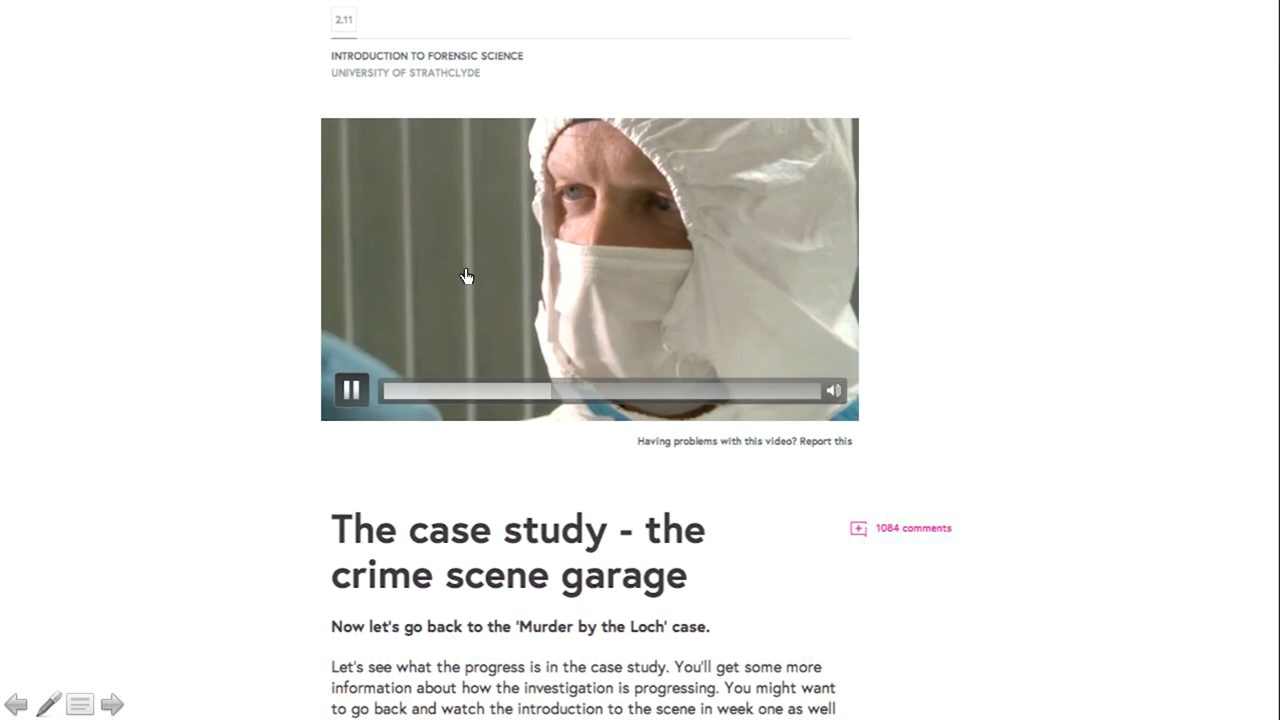 2.11
INTRODUCTION TO FORENSIC SCIENCE
UNIVERSITY OF STRATHCLYDE
Having problems with this video? Report this
The case study - the
crime scene garage
1084 comments
Now let's go back to the 'Murder by the Loch' case.
Let's see what the progress is in the case study. You'll get some more
information about how the investigation is progressing. You might want
to go back and watch the introduction to the scene in week one as well